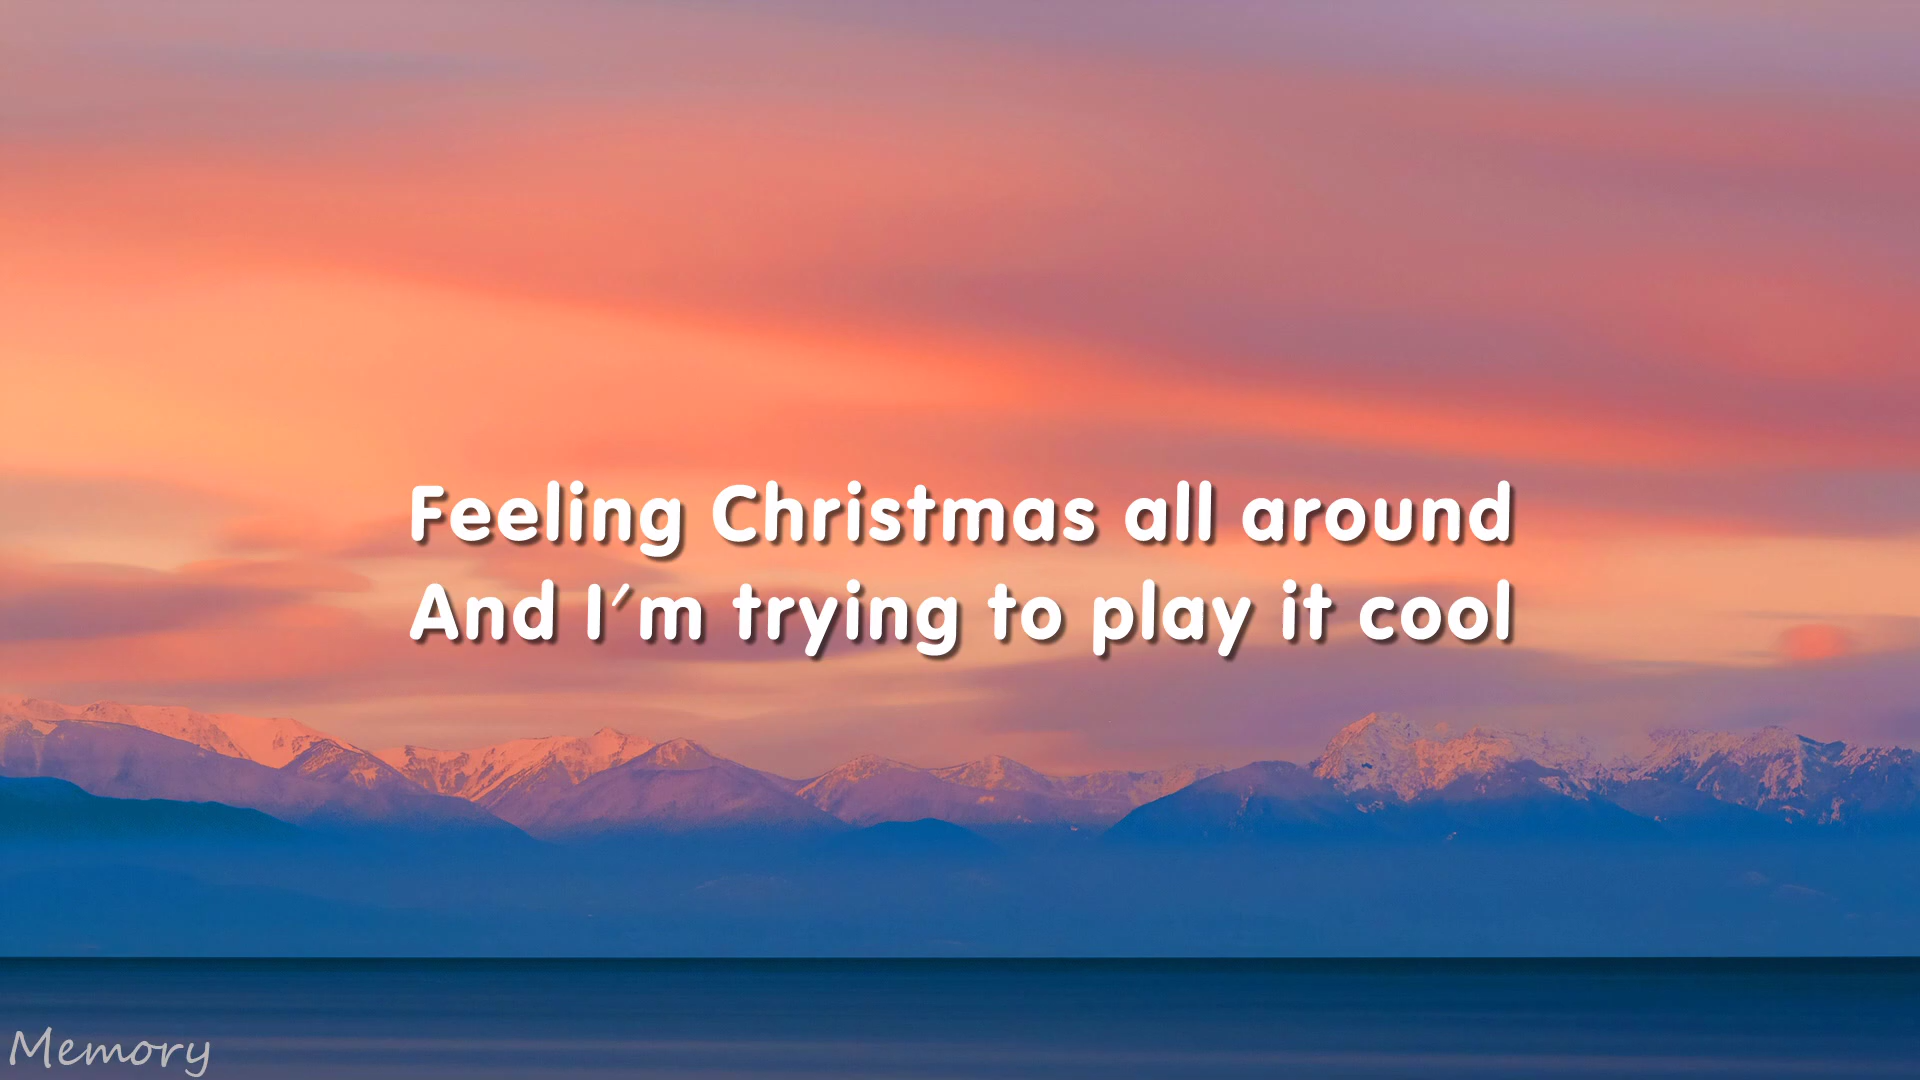 Feeling Christmas all around
And I'm trying to play it cool
Memory